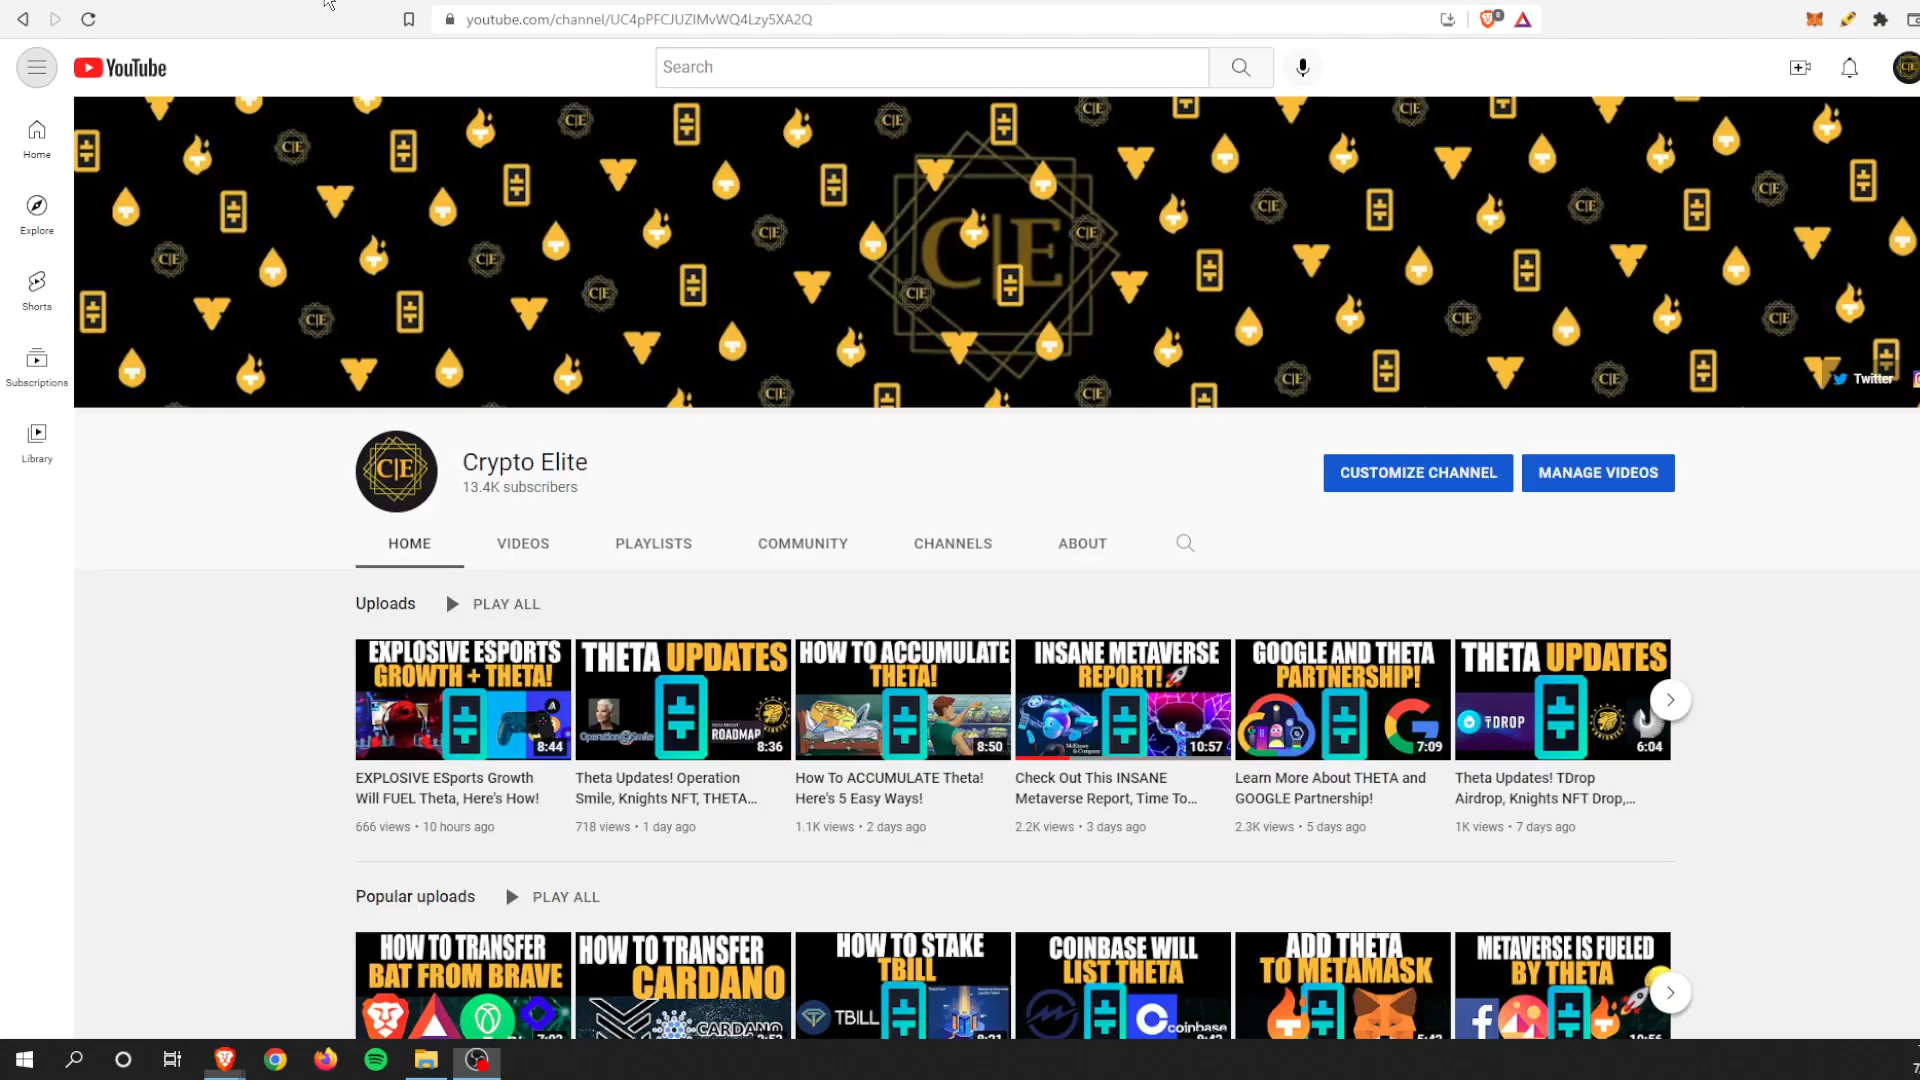 youtube.com/channel/UC4pPFCJUZIMvWQ4Lzy5XA2Q
YouTube
Search
Home
Explore
Shorts
Subscriptions
Library
C|E
Twitter
C|E
Crypto Elite
13.4K subscribers
CUSTOMIZE CHANNEL
MANAGE VIDEOS
HOME
VIDEOS
PLAYLISTS
COMMUNITY
CHANNELS
ABOUT
Uploads
PLAY ALL
EXPLOSIVE ESPORTS
GROWTH + THETA!
8:44
THETA UPDATES
Operation Smile
ROADMAP
8:36
HOW TO ACCUMULATE
THETA!
8:50
INSANE METAVERSE
REPORT!
McKinsey & Company
10:57
GOOGLE AND THETA
PARTNERSHIP!
7:09
THETA UPDATES
TDROP
6:04
EXPLOSIVE ESports Growth
Will FUEL Theta, Here's How!
666 views • 10 hours ago
Theta Updates! Operation
Smile, Knights NFT, THETA...
718 views • 1 day ago
How To ACCUMULATE Theta!
Here's 5 Easy Ways!
1.1K views • 2 days ago
Check Out This INSANE
Metaverse Report, Time To...
2.2K views • 3 days ago
Learn More About THETA and
GOOGLE Partnership!
2.3K views • 5 days ago
Theta Updates! TDrop
Airdrop, Knights NFT Drop,...
1K views • 7 days ago
Popular uploads
PLAY ALL
HOW TO TRANSFER
BAT FROM BRAVE
HOW TO TRANSFER
CARDANO
CARDANO
HOW TO STAKE
TBILL
TBILL
COINBASE WILL
LIST THETA
coinbase
ADD THETA
TO METAMASK
METAVERSE IS FUELED
BY THETA